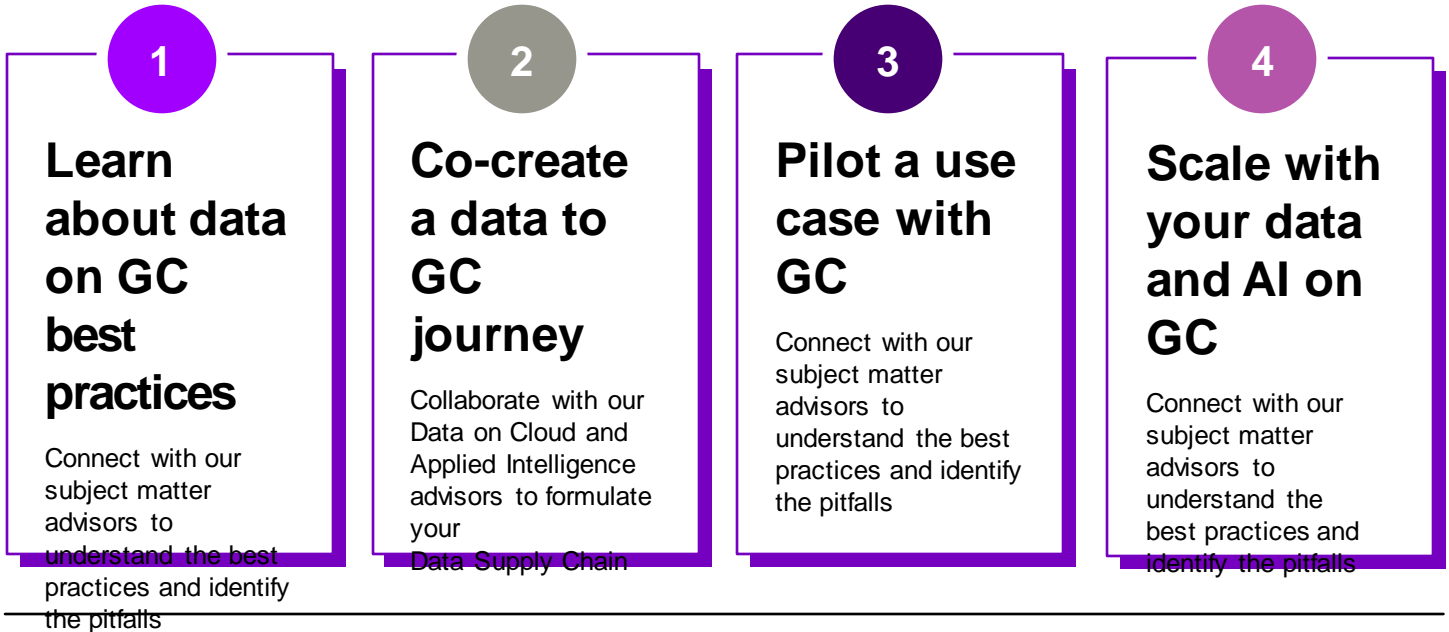 1
Learn
about data
on GC
best
practices
Connect with our
subject matter
advisors to
understand the best
practices and identify
the pitfalls
2
Co-create
a data to
GC
journey
Collaborate with our
Data on Cloud and
Applied Intelligence
advisors to formulate
your
Data Supply Chain
3
Pilot a use
case with
GC
Connect with our
subject matter
advisors to
understand the best
practices and identify
the pitfalls
4
Scale with
your data
and AI on
GC
Connect with our
subject matter
advisors to
understand the
best practices and
identify the pitfalls